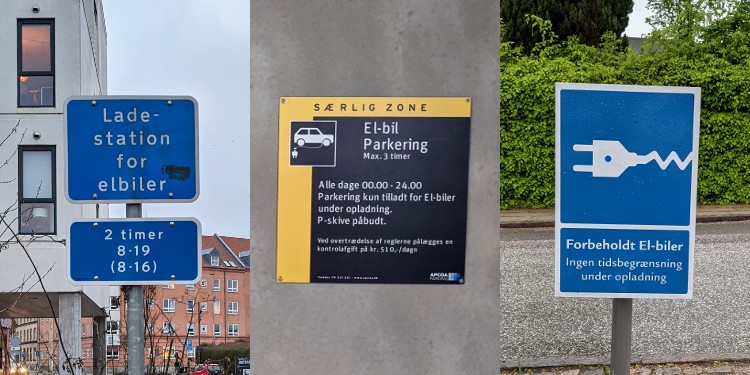 Lade-
station
for
elbiler
2 timer
8-19
(8-16)
SÆRLIG ZONE
El-bil
Parkering
Max. 3 timer
Alle dage 00.00 - 24.00
Parkering kun tilladt for El-biler
under opladning.
P-skive påbudt.
Ved overtrædelse af reglerne pålægges en
kontrolafgift på kr. 510,-/døgn
APCOA
PARKING
Forbeholdt El-biler
Ingen tidsbegrænsning
under opladning